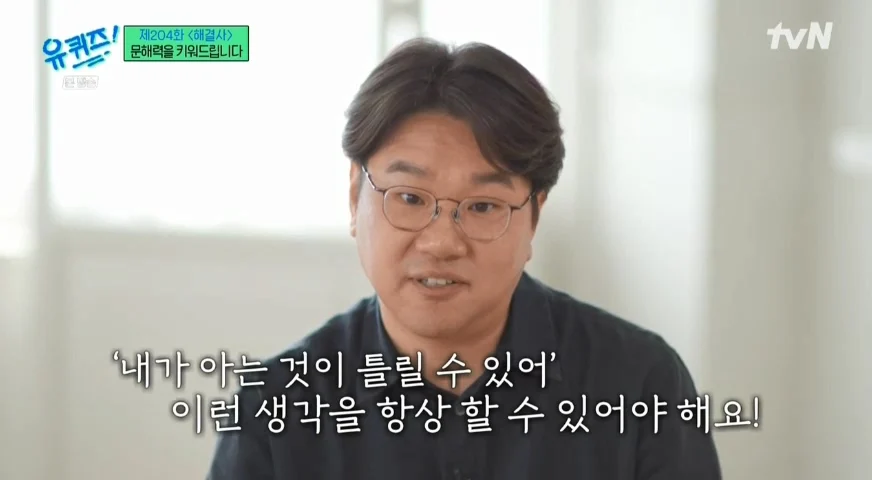 유퀴즈!
제204화 <해결사>
문해력을 키워드립니다
tvN
'내가 아는 것이 틀릴 수 있어'
이런 생각을 항상 할 수 있어야 해요!